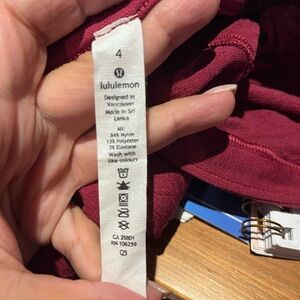 4
lululemon
Designed in
Vancouver
Made in Sri
Lanka
All:
84% Nylon
13% Polyester
3% Elastane
Wash with
like colours
CA 35801
RN 106259